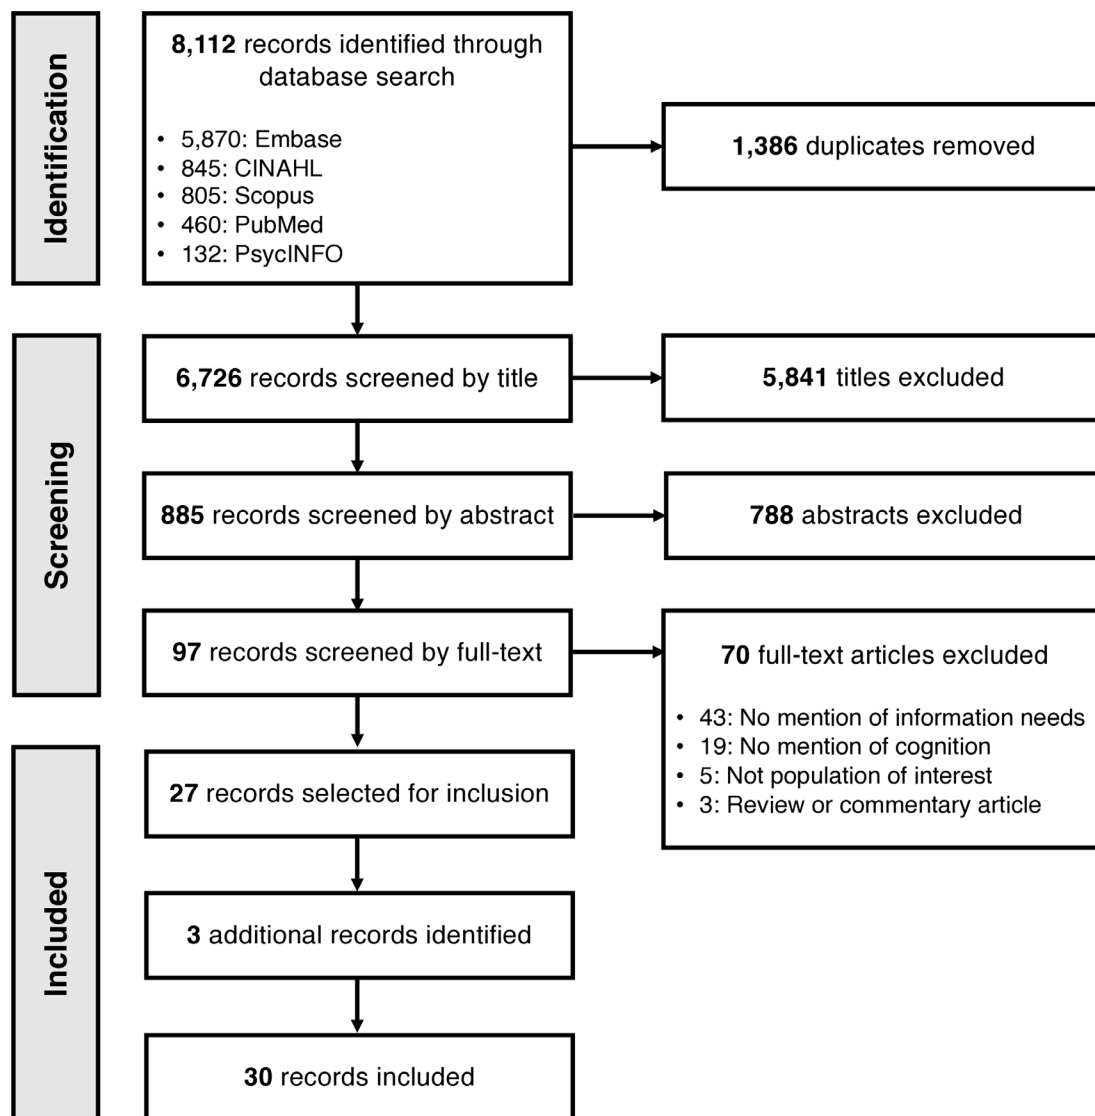 Identification
8,112 records identified through
database search
• 5,870: Embase
• 845: CINAHL
• 805: Scopus
• 460: PubMed
• 132: PsycINFO
1,386 duplicates removed
Screening
6,726 records screened by title
5,841 titles excluded
885 records screened by abstract
788 abstracts excluded
97 records screened by full-text
70 full-text articles excluded
• 43: No mention of information needs
• 19: No mention of cognition
• 5: Not population of interest
• 3: Review or commentary article
Included
27 records selected for inclusion
3 additional records identified
30 records included